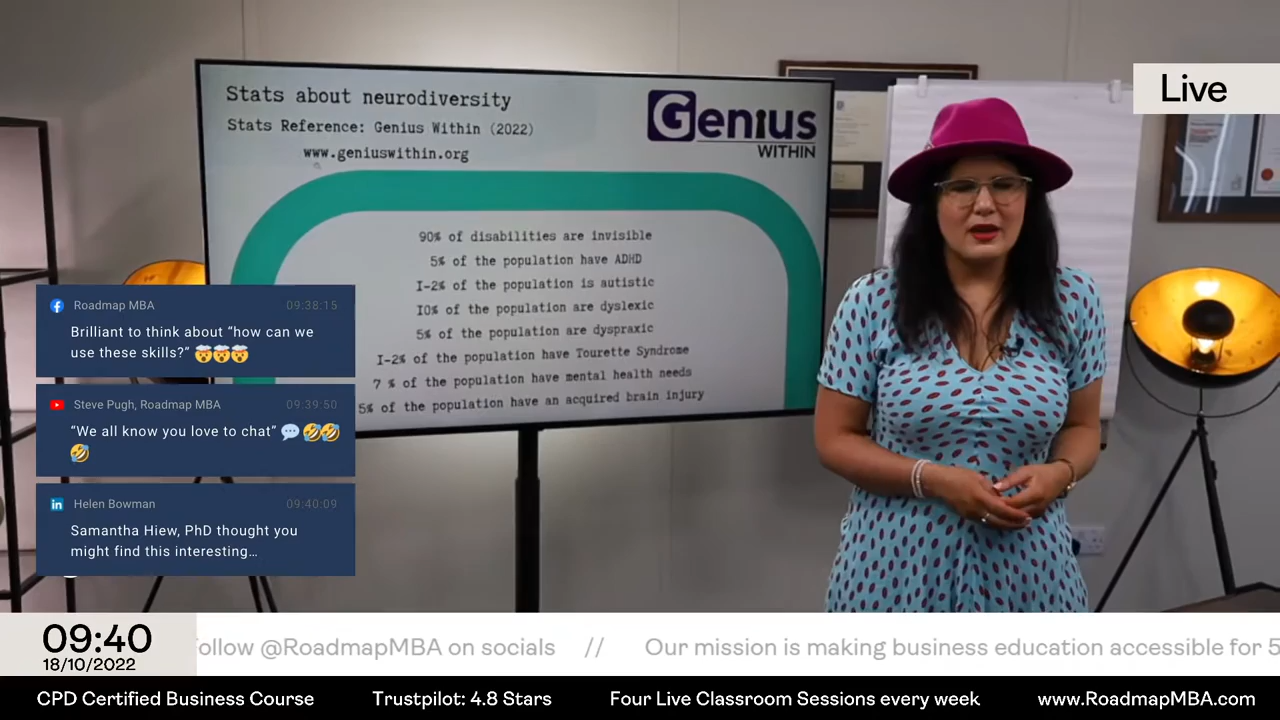 Live
Stats about neurodiversity
Stats Reference: Genius Within (2022)
www.geniuswithin.org
Genius
WITHIN
90% of disabilities are invisible
5% of the population have ADHD
I-2% of the population is autistic
I0% of the population are dyslexic
5% of the population are dyspraxic
I-2% of the population have Tourette Syndrome
7 % of the population have mental health needs
5% of the population have an acquired brain injury
Roadmap MBA 09:38:15
Brilliant to think about “how can we
use these skills?” 🤯🤯🤯
Steve Pugh, Roadmap MBA 09:39:50
“We all know you love to chat” 💬 🤣🤣
🤣
Helen Bowman 09:40:09
Samantha Hiew, PhD thought you
might find this interesting…
09:40
18/10/2022
ollow @RoadmapMBA on socials // Our mission is making business education accessible for 5
CPD Certified Business Course Trustpilot: 4.8 Stars Four Live Classroom Sessions every week www.RoadmapMBA.com